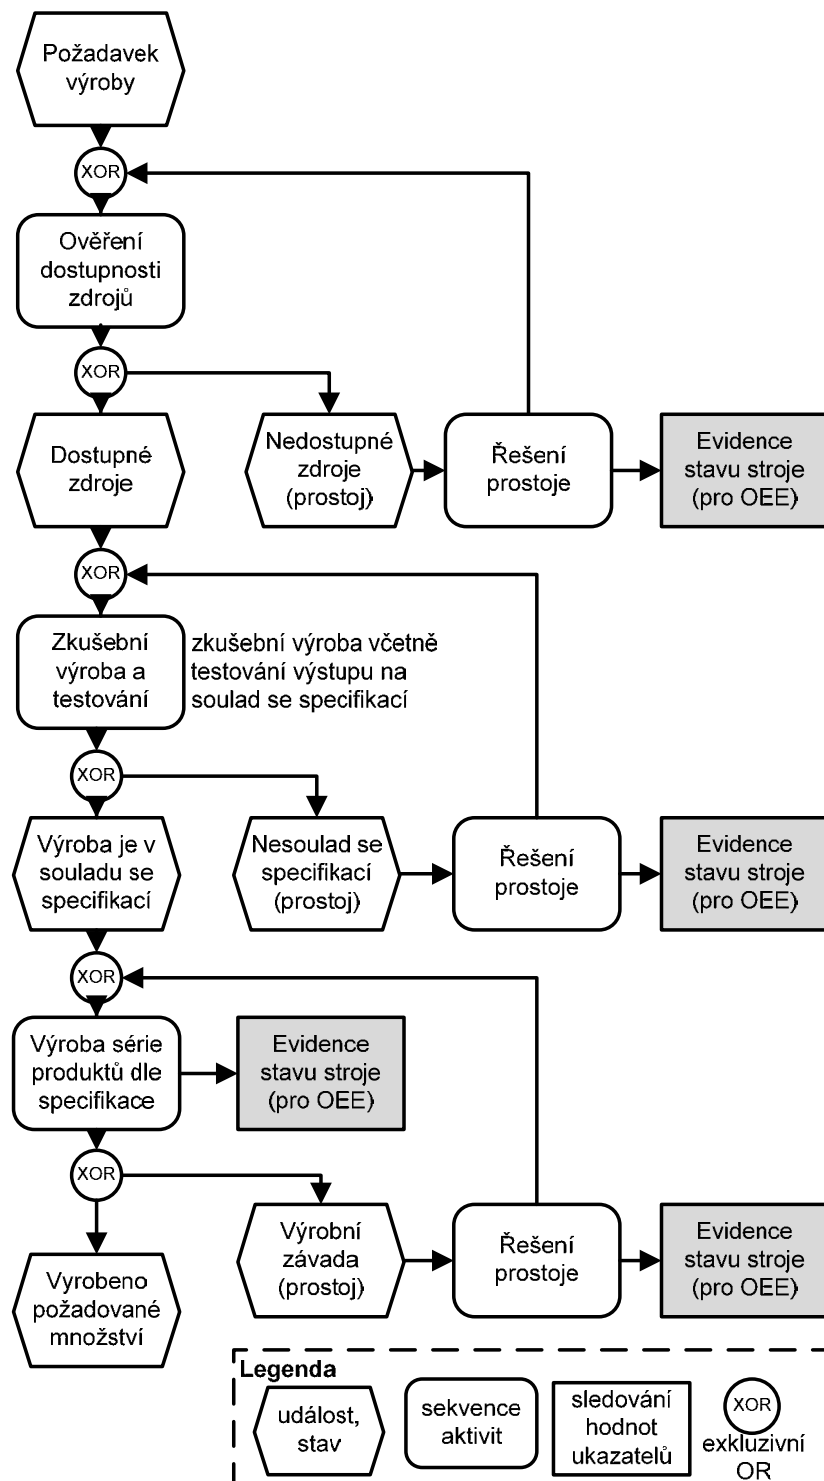 Požadavek
výroby
XOR
Ověření
dostupnosti
zdrojů
XOR
Dostupné
zdroje
Nedostupné
zdroje
(prostoj)
Řešení
prostoje
Evidence
stavu stroje
(pro OEE)
XOR
Zkušební
výroba a
testování
zkušební výroba včetně
testování výstupu na
soulad se specifikací
XOR
Výroba je v
souladu se
specifikací
Nesoulad se
specifikací
(prostoj)
Řešení
prostoje
Evidence
stavu stroje
(pro OEE)
XOR
Výroba série
produktů dle
specifikace
Evidence
stavu stroje
(pro OEE)
XOR
Vyrobeno
požadované
množství
Výrobní
závada
(prostoj)
Řešení
prostoje
Evidence
stavu stroje
(pro OEE)
Legenda
událost,
stav
sekvence
aktivit
sledování
hodnot
ukazatelů
XOR
exkluzivní
OR